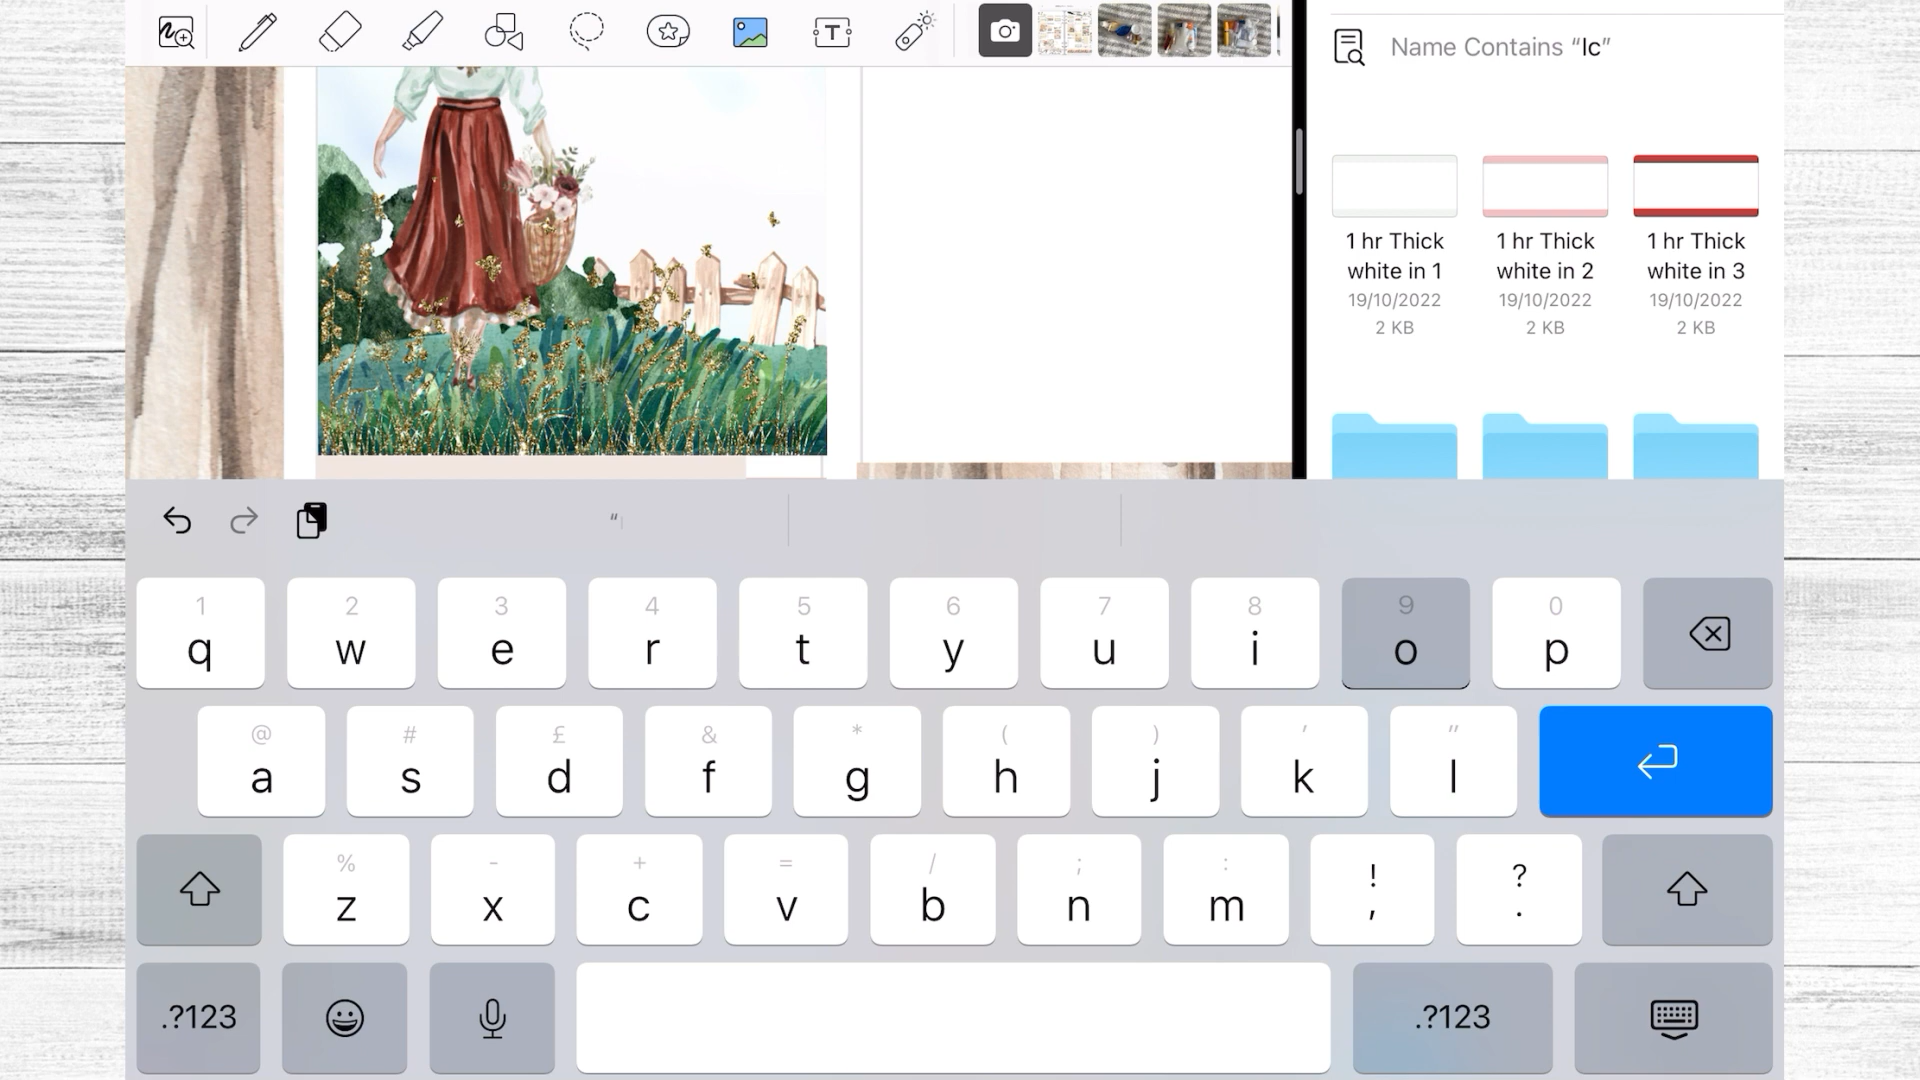 T
Name Contains “Ic”
1 hr Thick white in 1
19/10/2022
2 KB
1 hr Thick white in 2
19/10/2022
2 KB
1 hr Thick white in 3
19/10/2022
2 KB
“
1 2 3 4 5 6 7 8 9 0
q w e r t y u i o p
@ # £ & * ( ) ' "
a s d f g h j k l
% - + = / ; : ! ?
z x c v b n m , .
.?123 .?123